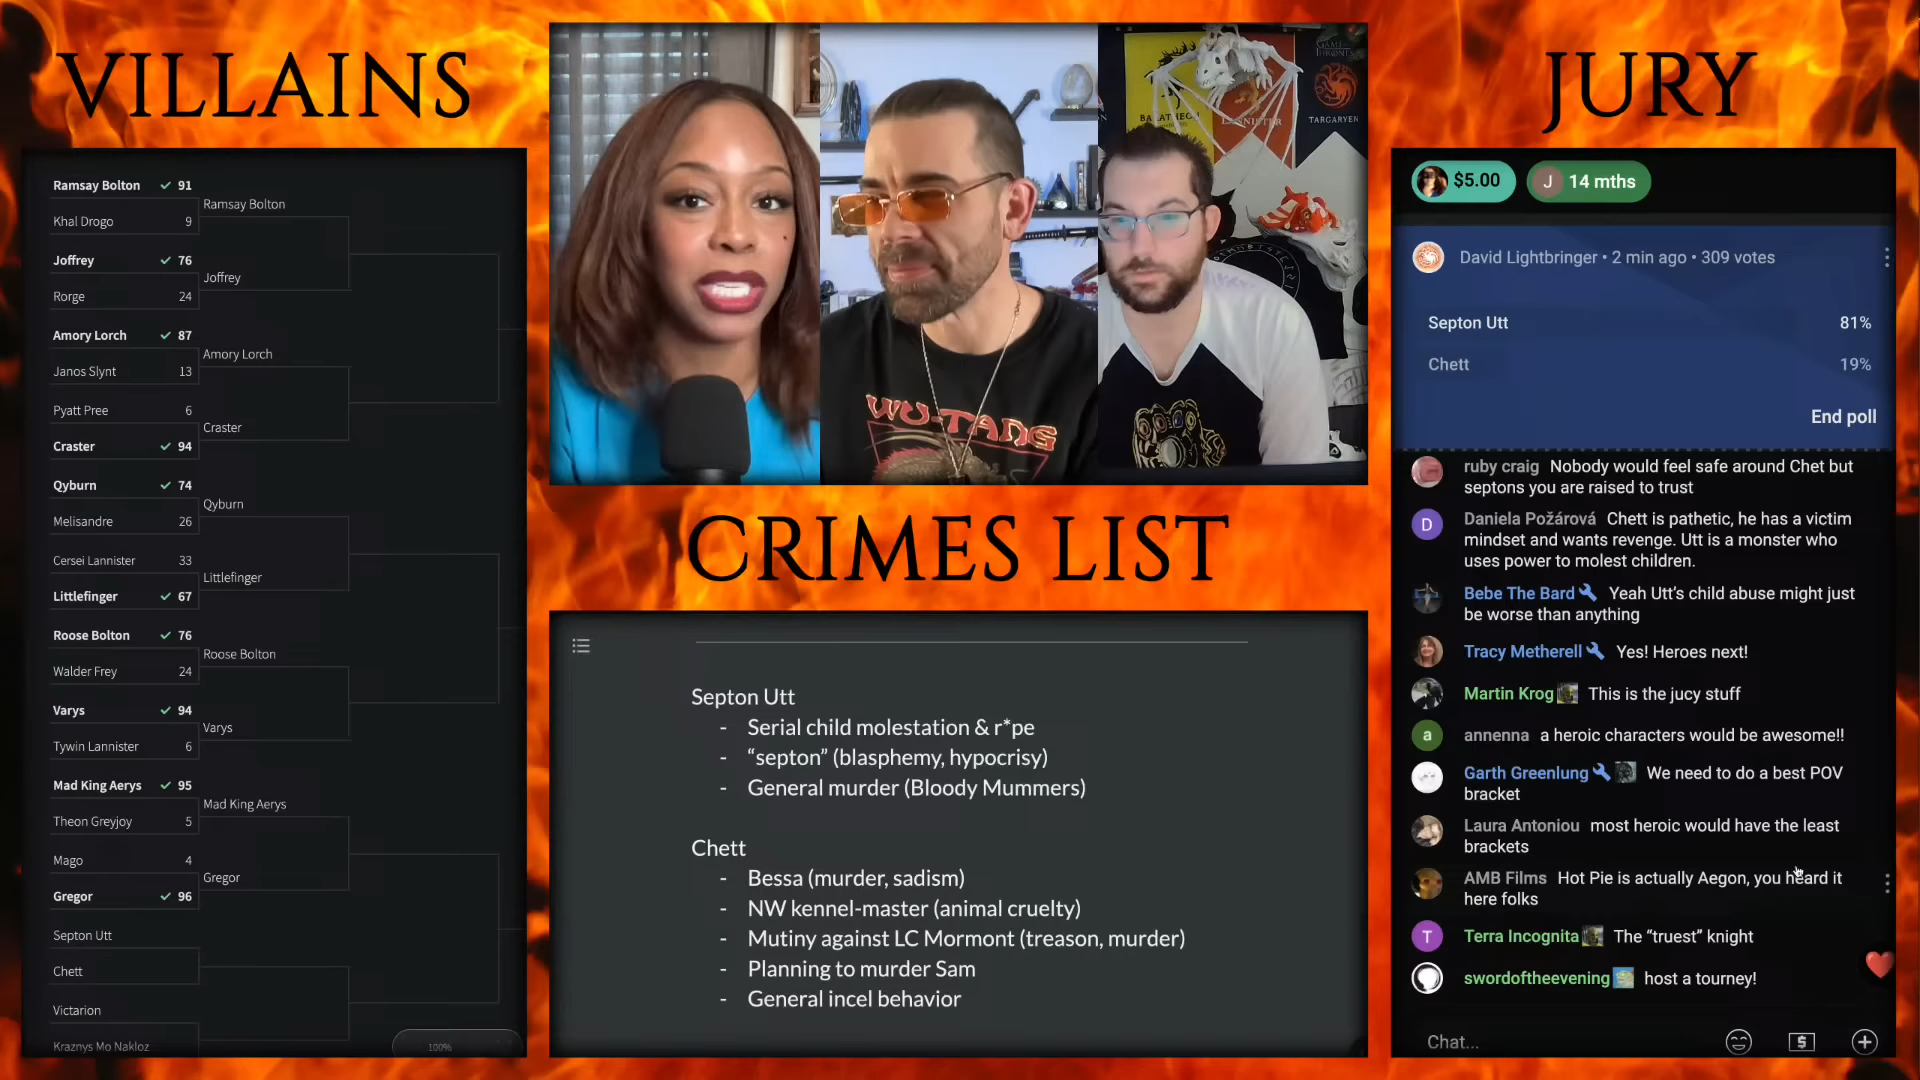 VILLAINS
Ramsay Bolton 91
Khal Drogo 9
Ramsay Bolton
Joffrey 76
Rorge 24
Joffrey
Amory Lorch 87
Janos Slynt 13
Amory Lorch
Pyatt Pree 6
Craster 94
Craster
Qyburn 74
Melisandre 26
Qyburn
Cersei Lannister 33
Littlefinger 67
Littlefinger
Roose Bolton 76
Walder Frey 24
Roose Bolton
Varys 94
Tywin Lannister 6
Varys
Mad King Aerys 95
Theon Greyjoy 5
Mad King Aerys
Mago 4
Gregor 96
Gregor
Septon Utt
Chett
Victarion
Kraznys Mo Nakloz
100%
WU-TANG
GAME THRONES
BARATHEON
LANNISTER
TARGARYEN
CRIMES LIST
Septon Utt
- Serial child molestation & r*pe
- “septon” (blasphemy, hypocrisy)
- General murder (Bloody Mummers)
Chett
- Bessa (murder, sadism)
- NW kennel-master (animal cruelty)
- Mutiny against LC Mormont (treason, murder)
- Planning to murder Sam
- General incel behavior
JURY
$5.00
J 14 mths
David Lightbringer • 2 min ago • 309 votes
Septon Utt 81%
Chett 19%
End poll
ruby craig Nobody would feel safe around Chet but
septons you are raised to trust
D Daniela Požárová Chett is pathetic, he has a victim
mindset and wants revenge. Utt is a monster who
uses power to molest children.
Bebe The Bard Yeah Utt’s child abuse might just
be worse than anything
Tracy Metherell Yes! Heroes next!
Martin Krog This is the jucy stuff
a annenna a heroic characters would be awesome!!
Garth Greenlung We need to do a best POV
bracket
Laura Antoniou most heroic would have the least
brackets
AMB Films Hot Pie is actually Aegon, you heard it
here folks
T Terra Incognita The “truest” knight
swordoftheevening host a tourney!
Chat...